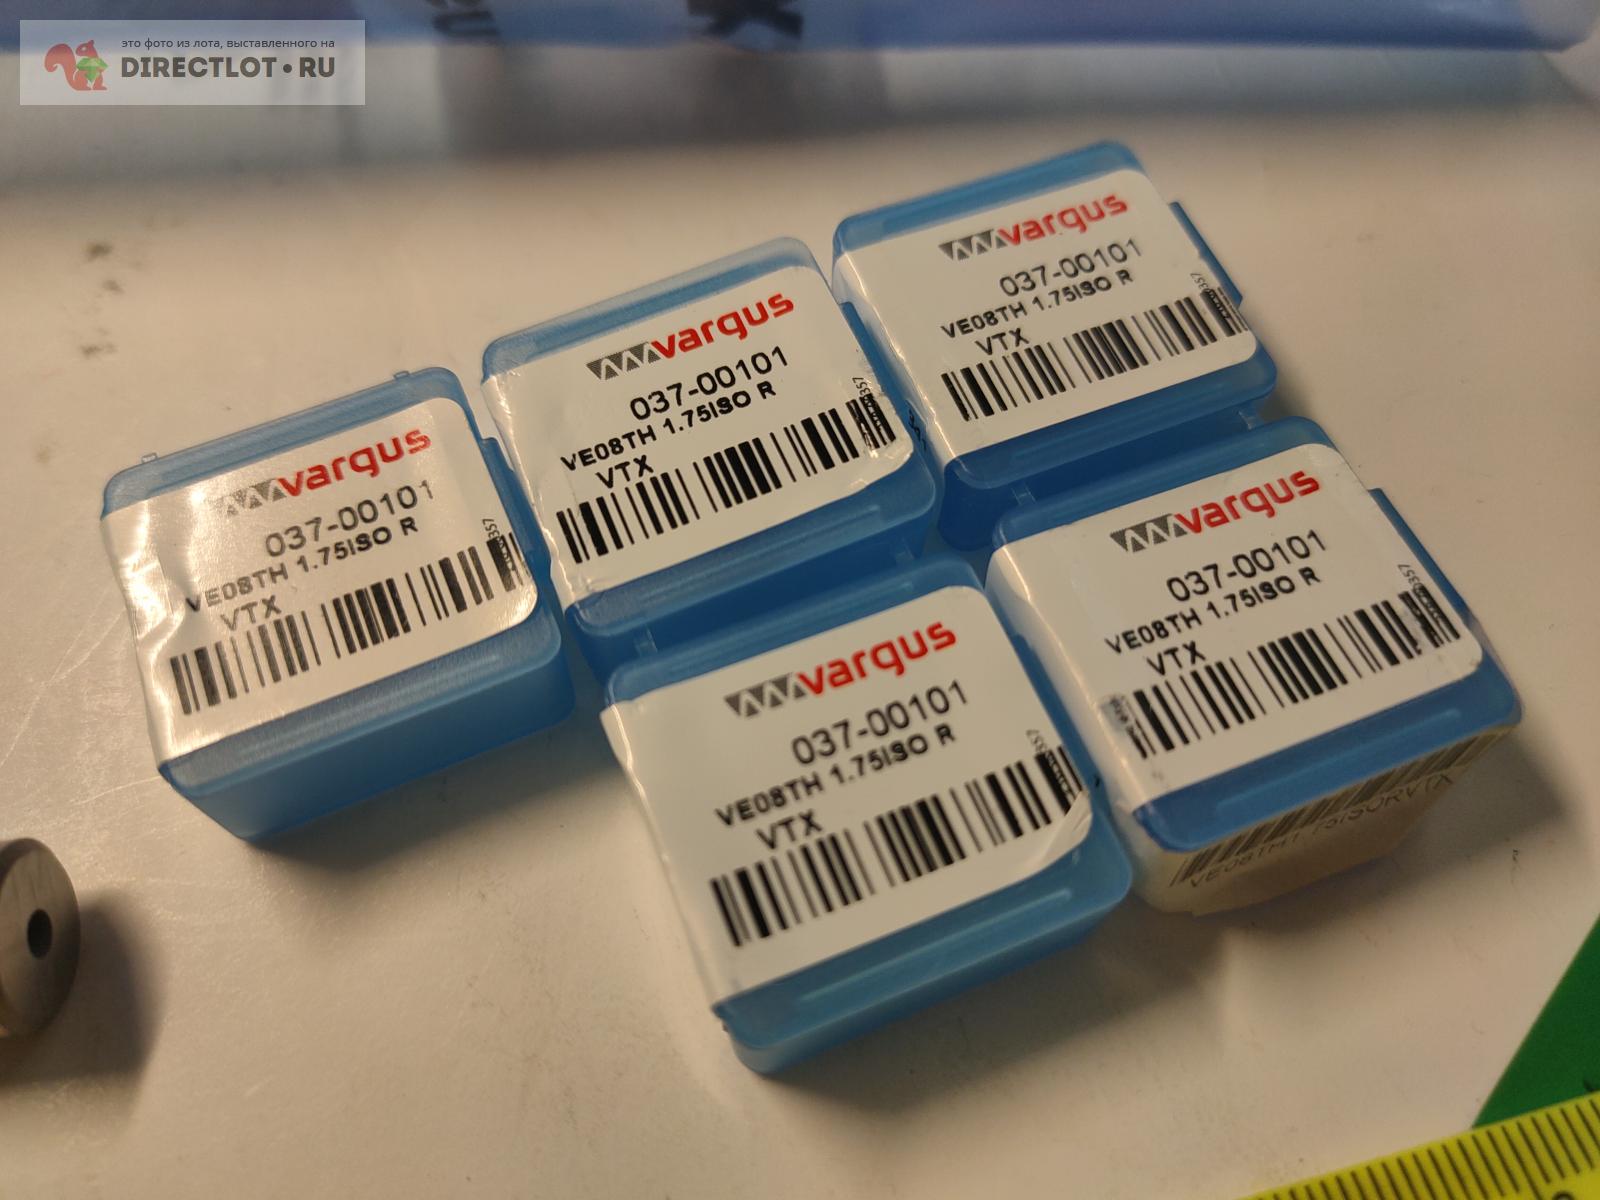 это фото из лота, выставленного на
DIRECTLOT•RU
vargus
037-00101
VE08TH 1.75ISO R
VTX
vargus
037-00101
VE08TH 1.75ISO R
VTX
vargus
037-00101
VE08TH 1.75ISO R
VTX
vargus
037-00101
VE08TH 1.75ISO R
VTX
VE08TH1.75ISORVTX
vargus
037-00101
VE08TH 1.75ISO R
VTX